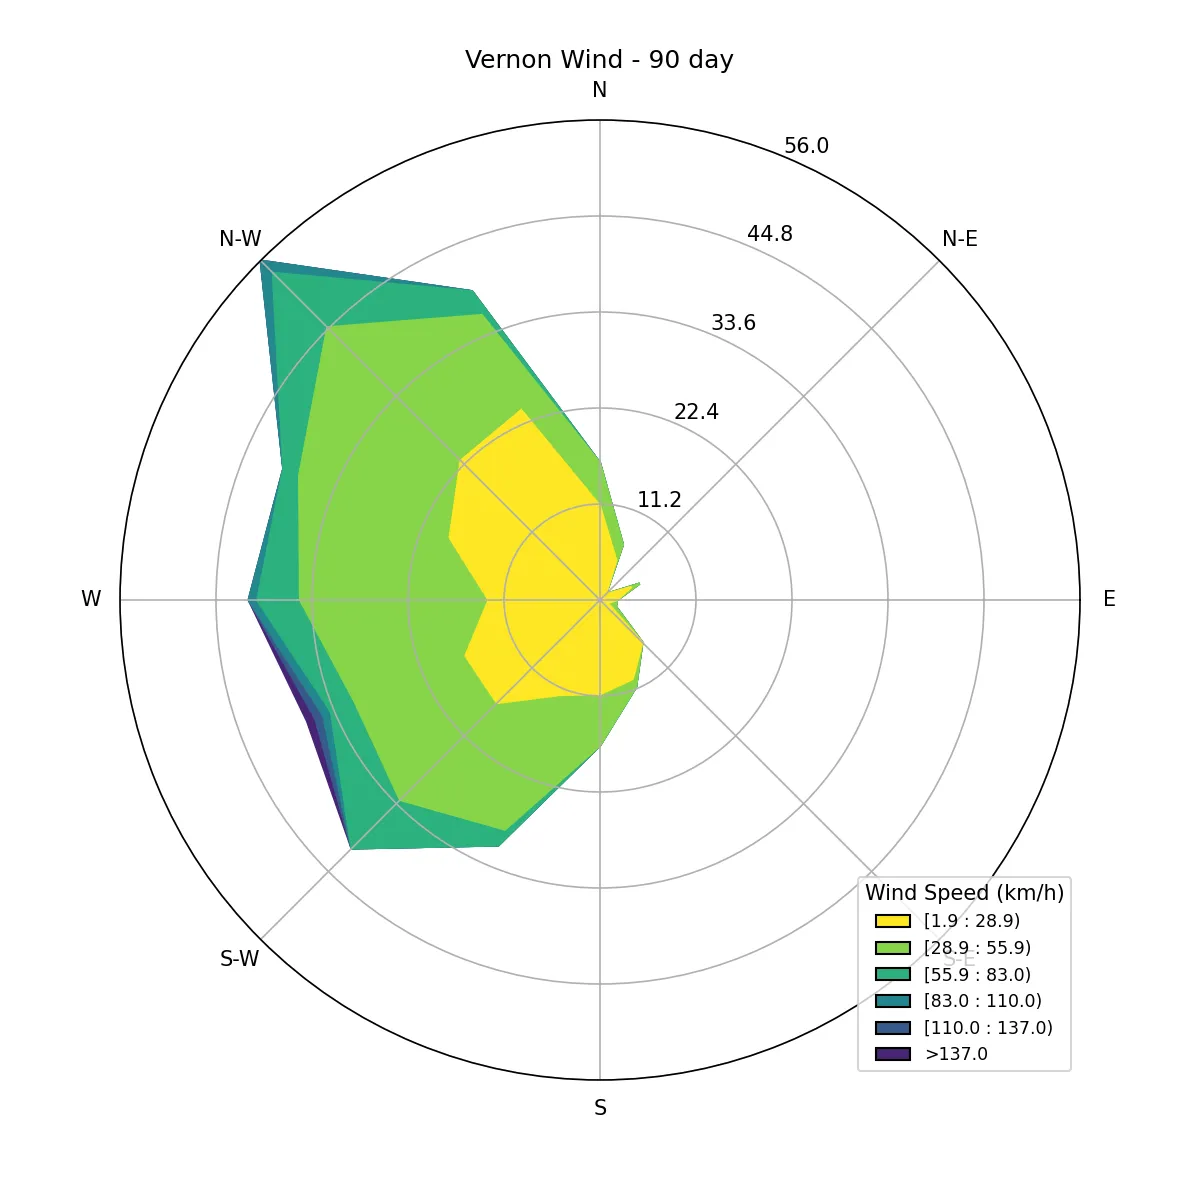 Vernon Wind - 90 day
N
56.0
44.8
N-W
N-E
33.6
22.4
11.2
W
E
Wind Speed (km/h)
[1.9 : 28.9)
[28.9 : 55.9)
S-W
S-E
[55.9 : 83.0)
[83.0 : 110.0)
[110.0 : 137.0)
>137.0
S